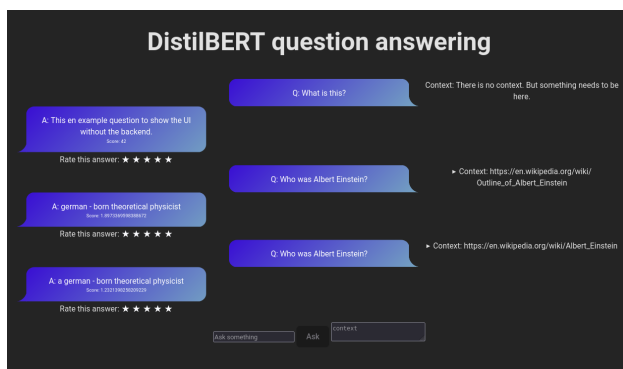 DistilBERT question answering
Q: What is this?
Context: There is no context. But something needs to be
here.
A: This en example question to show the UI
without the backend.
Score: 42
Rate this answer: ★ ★ ★ ★ ★
Q: Who was Albert Einstein?
▸ Context: https://en.wikipedia.org/wiki/
Outline_of_Albert_Einstein
A: german - born theoretical physicist
Rate this answer: ★ ★ ★ ★ ★
Q: Who was Albert Einstein?
▸ Context: https://en.wikipedia.org/wiki/Albert_Einstein
A: a german - born theoretical physicist
Rate this answer: ★ ★ ★ ★ ★
Ask something
Ask
context